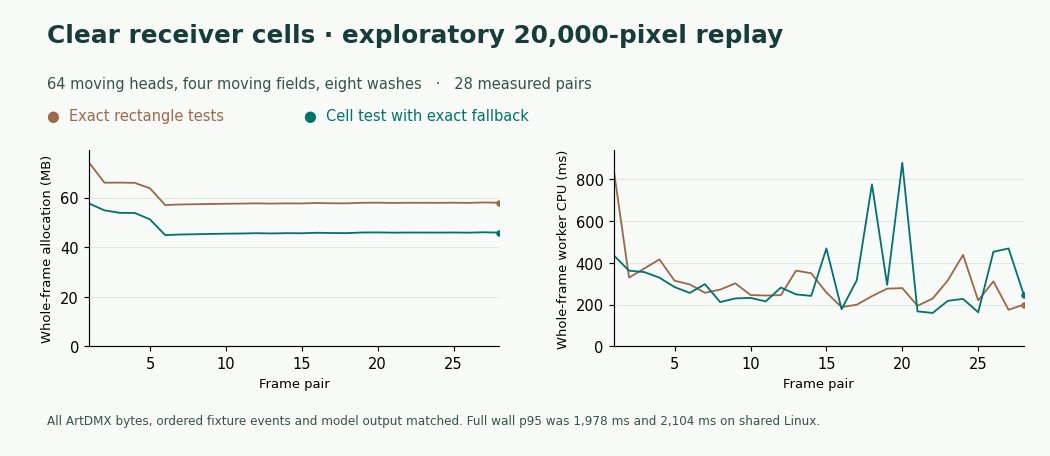 Clear receiver cells · exploratory 20,000-pixel replay
64 moving heads, four moving fields, eight washes · 28 measured pairs
Exact rectangle tests
Cell test with exact fallback
Whole-frame allocation (MB)
60
40
20
0
5 10 15 20 25
Frame pair
Whole-frame worker CPU (ms)
800
600
400
200
0
5 10 15 20 25
Frame pair
All ArtDMX bytes, ordered fixture events and model output matched. Full wall p95 was 1,978 ms and 2,104 ms on shared Linux.